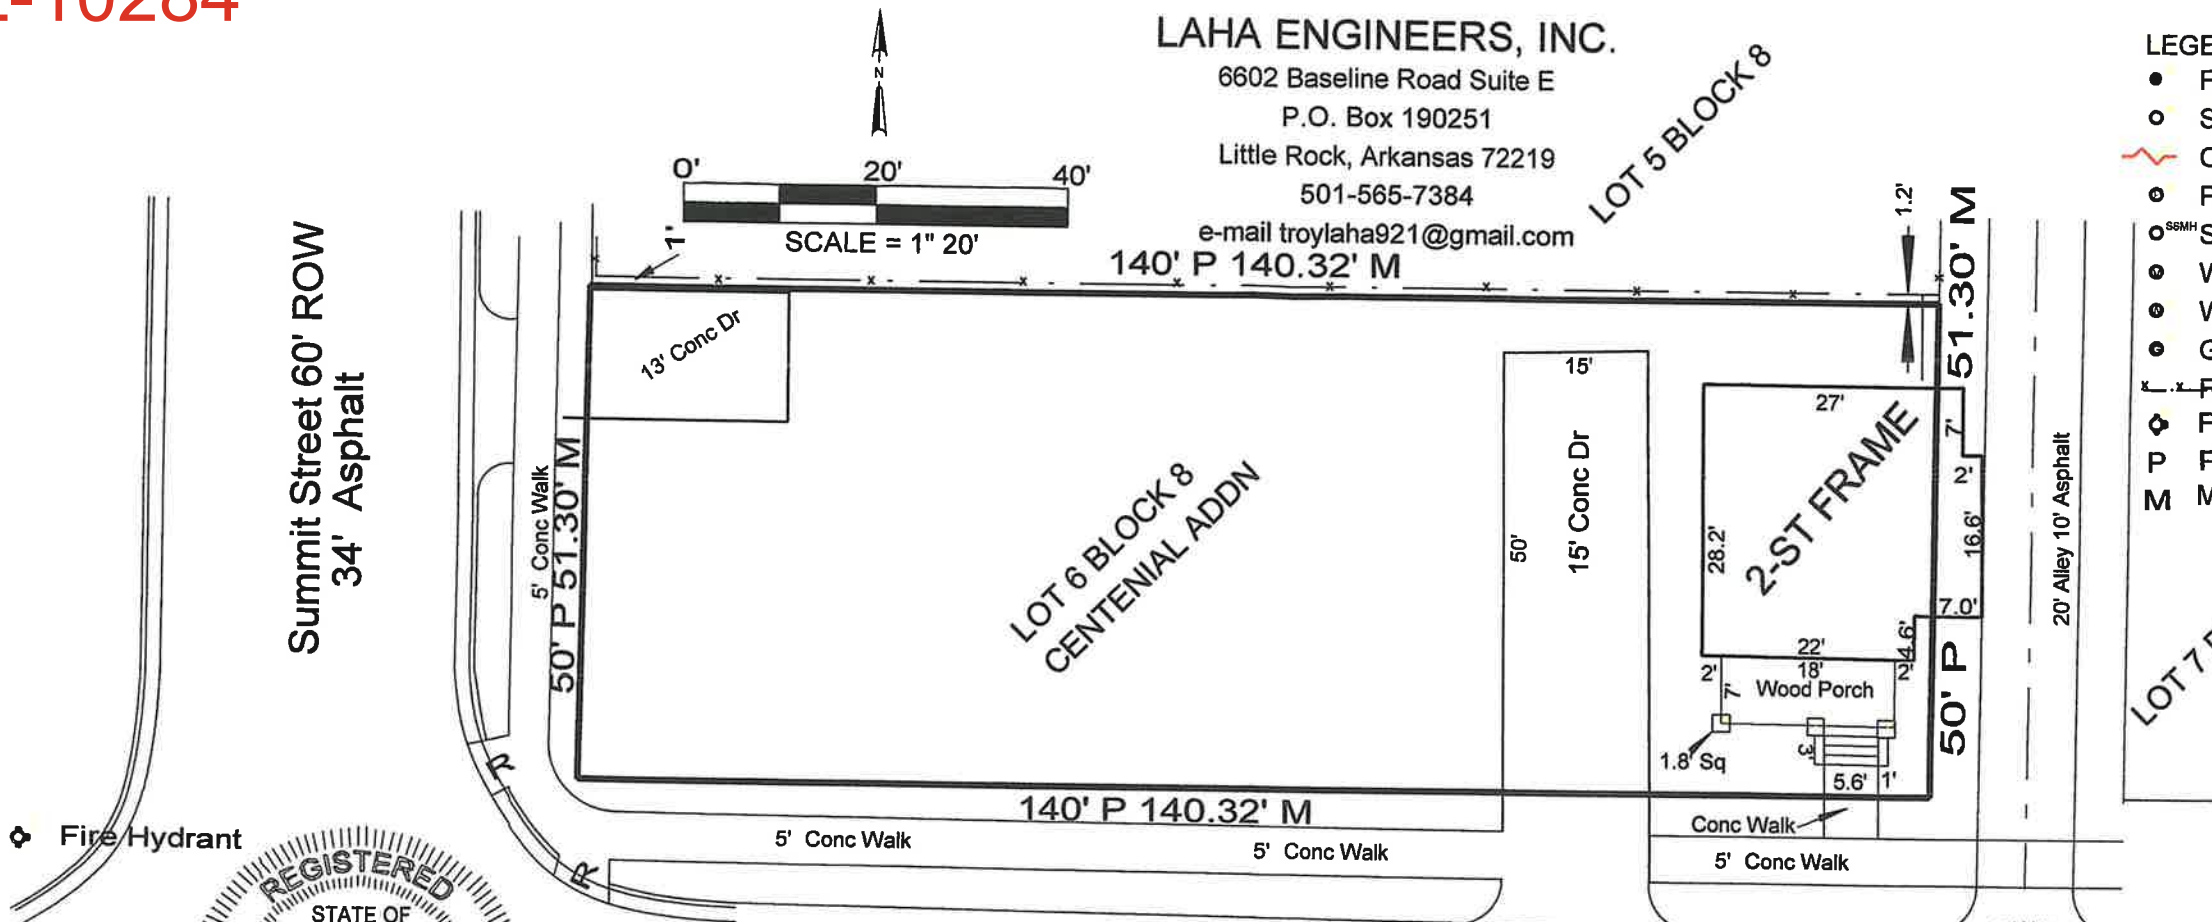 -10284
N
LAHA ENGINEERS, INC.
6602 Baseline Road Suite E
P.O. Box 190251
Little Rock, Arkansas 72219
501-565-7384
e-mail troylaha921@gmail.com
0' 20' 40'
SCALE = 1" 20'
1'
LOT 5 BLOCK 8
1.2'
140' P 140.32' M
51.30' M
50' P
Summit Street 60' ROW
34' Asphalt
13' Conc Dr
5' Conc Walk
50' P 51.30' M
LOT 6 BLOCK 8
CENTENIAL ADDN
15'
50'
15' Conc Dr
27'
7'
2'
28.2'
2-ST FRAME
16.6'
7.0'
4.6'
22'
2' 18' 2'
7'
Wood Porch
1.8' Sq
3'
5.6' 1'
20' Alley 10' Asphalt
LOT 7
140' P 140.32' M
Conc Walk
5' Conc Walk
5' Conc Walk
5' Conc Walk
R
R
Fire Hydrant
REGISTERED
STATE OF
LEGE
F
S
C
F
SSMH S
W
W
G
F
F
P F
M M